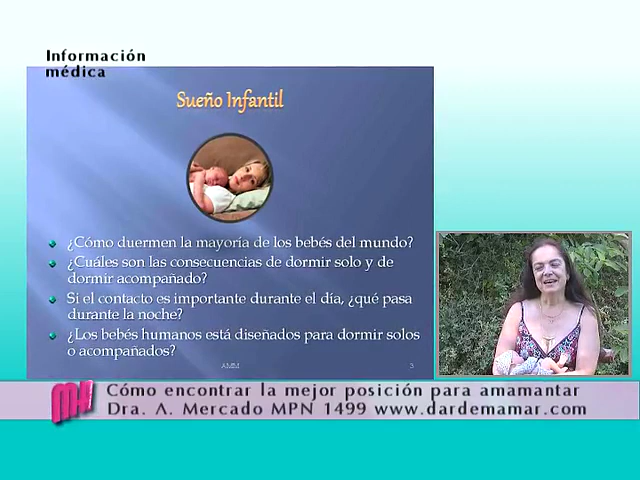 Información
médica
Sueño Infantil
¿Cómo duermen la mayoría de los bebés del mundo?
¿Cuáles son las consecuencias de dormir solo y de
dormir acompañado?
Si el contacto es importante durante el día, ¿qué pasa
durante la noche?
¿Los bebés humanos está diseñados para dormir solos
o acompañados?
AMM 3
Cómo encontrar la mejor posición para amamantar
Dra. A. Mercado MPN 1499 www.dardemamar.com